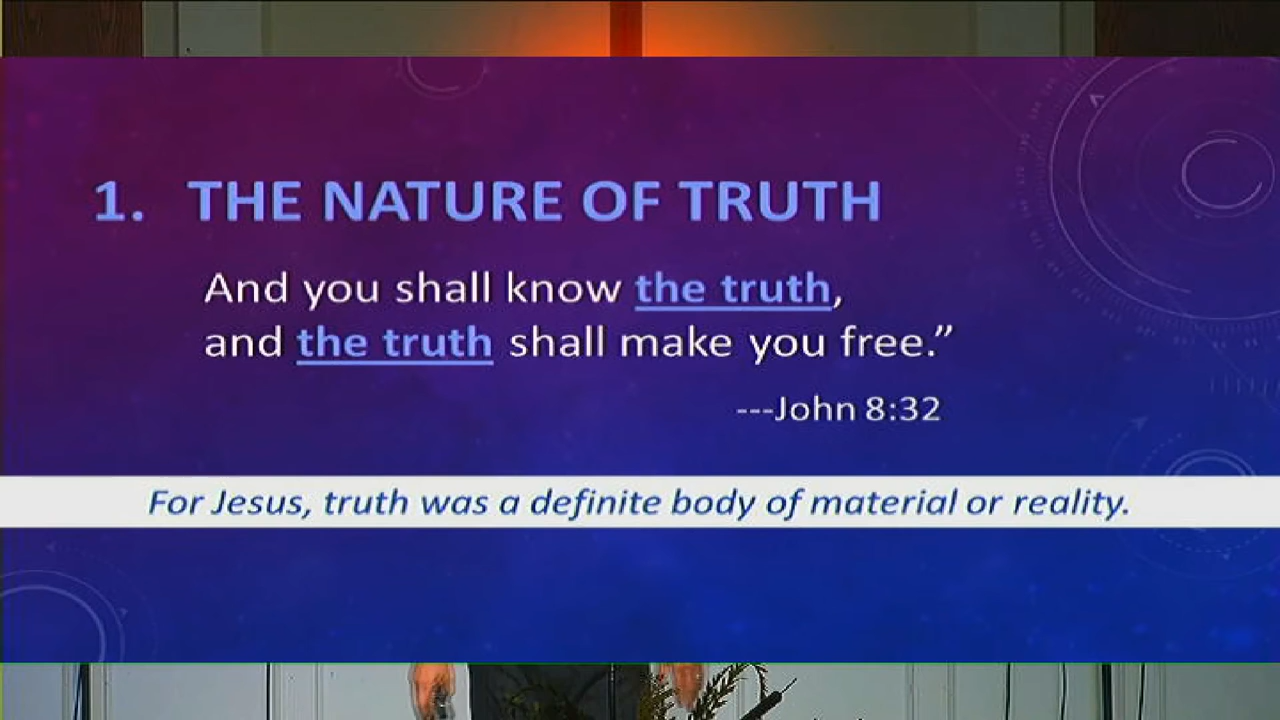 1. THE NATURE OF TRUTH
And you shall know the truth,
and the truth shall make you free.”
---John 8:32
For Jesus, truth was a definite body of material or reality.